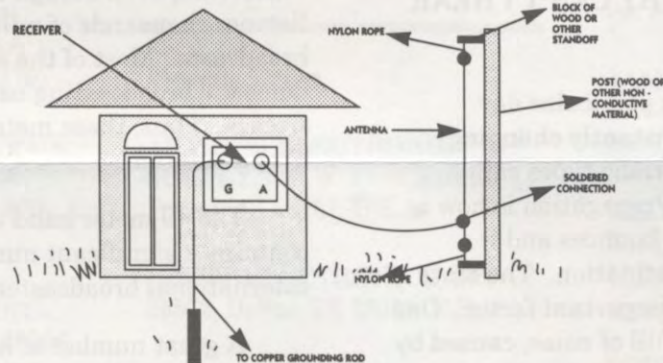 RECEIVER
NYLON ROPE
BLOCK OF
WOOD OR
OTHER
STANDOFF
POST (WOOD OR
OTHER NON -
CONDUCTIVE
MATERIAL)
ANTENNA
G A
SOLDERED
CONNECTION
NYLON ROPE
TO COPPER GROUNDING ROD